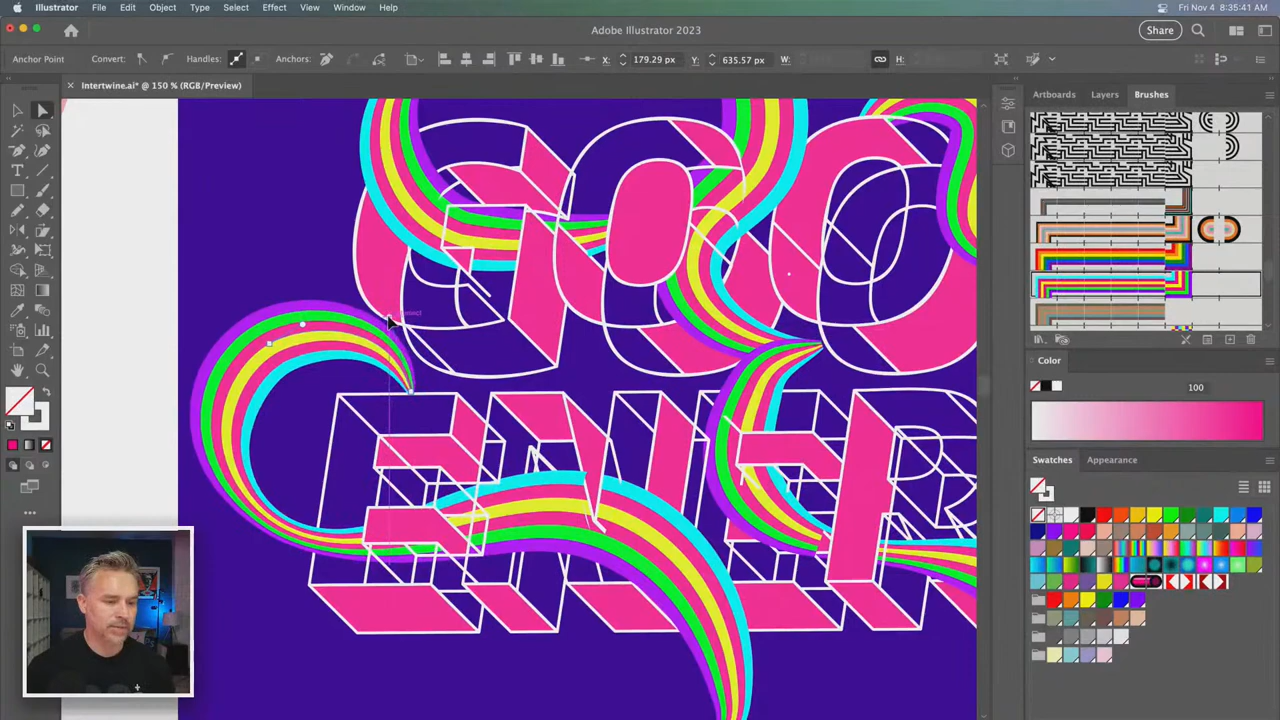 Illustrator File Edit Object Type Select Effect View Window Help Fri Nov 4 8:35:41 AM
Adobe Illustrator 2023 Share
Anchor Point Convert: Handles: Anchors: X: 179.29 px Y: 635.57 px W: H:
Intertwine.ai* @ 150 % (RGB/Preview)
Artboards Layers Brushes
Color
100
Swatches Appearance
GOO
ENER